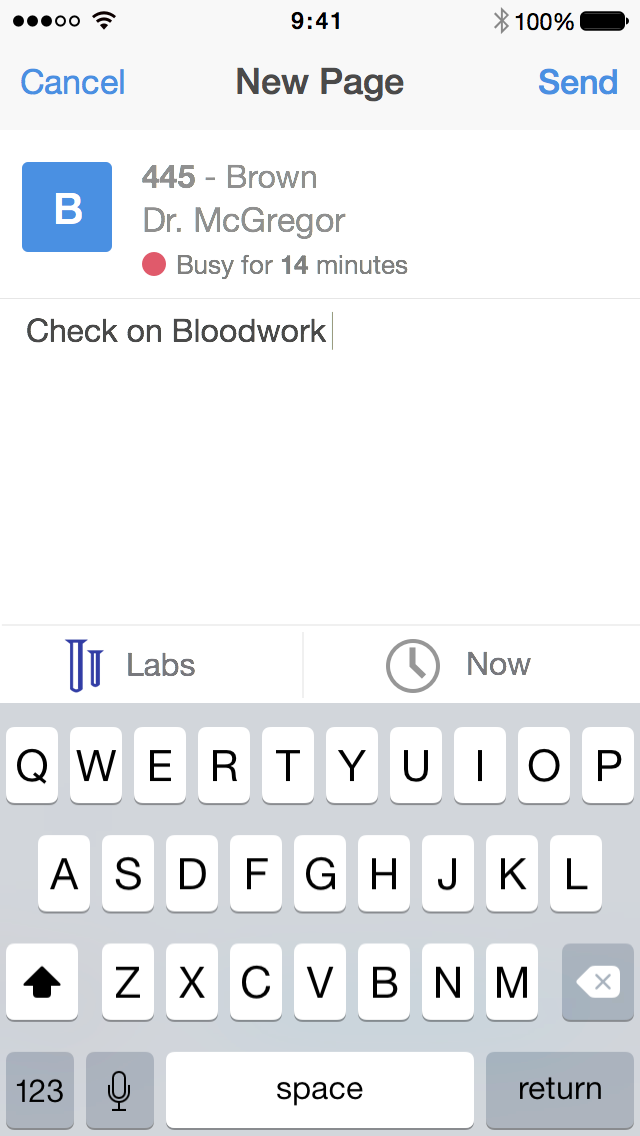 9:41 100%
Cancel New Page Send
B
445 - Brown
Dr. McGregor
Busy for 14 minutes
Check on Bloodwork
Labs Now
Q W E R T Y U I O P
A S D F G H J K L
Z X C V B N M
123 space return